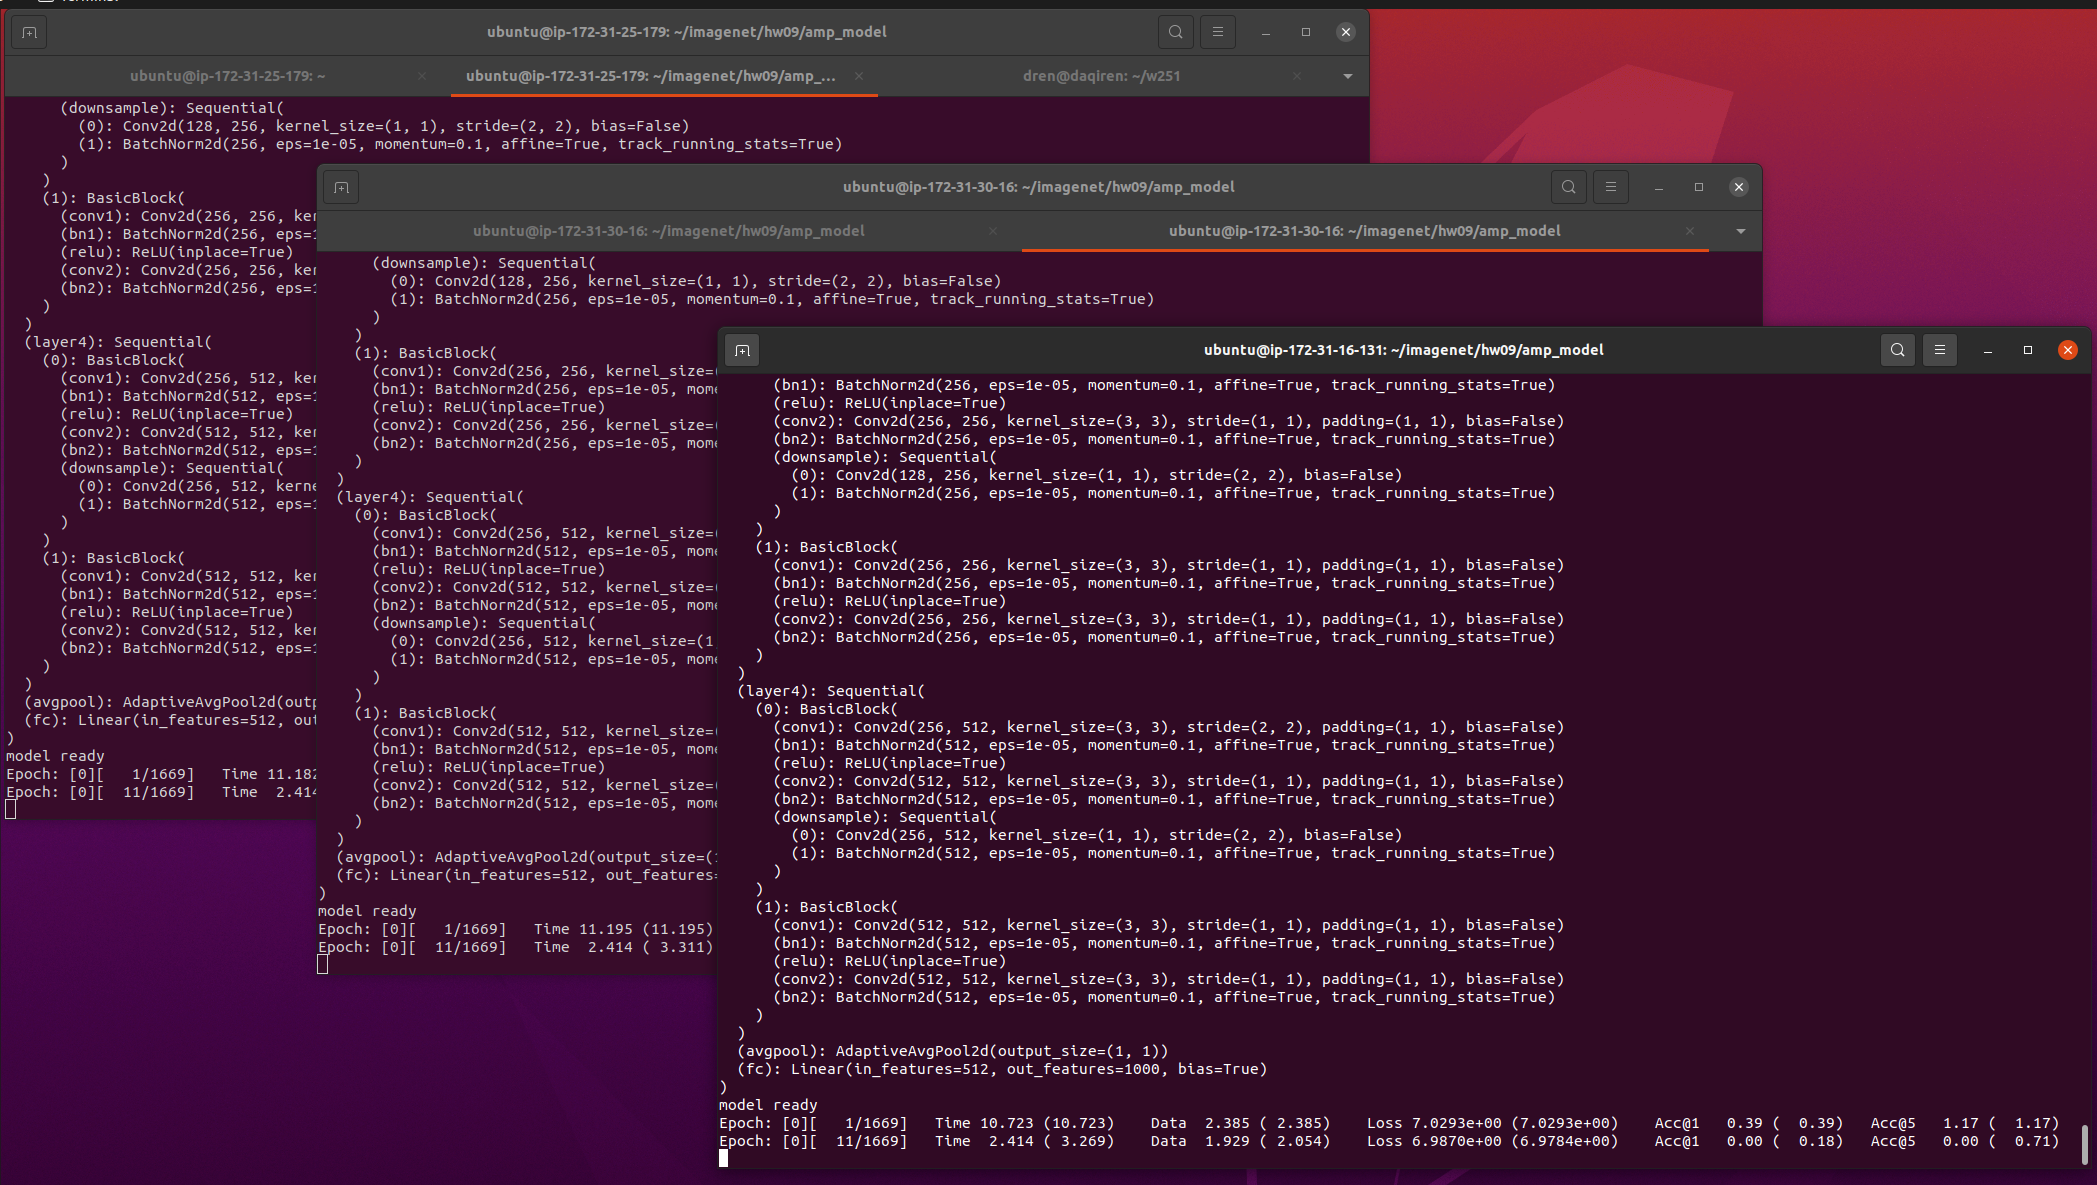 ubuntu@ip-172-31-25-179: ~/imagenet/hw09/amp_model
ubuntu@ip-172-31-25-179: ~
ubuntu@ip-172-31-25-179: ~/imagenet/hw09/amp_...
dren@daqiren: ~/w251
(downsample): Sequential(
(0): Conv2d(128, 256, kernel_size=(1, 1), stride=(2, 2), bias=False)
(1): BatchNorm2d(256, eps=1e-05, momentum=0.1, affine=True, track_running_stats=True)
)
)
(1): BasicBlock(
(conv1): Conv2d(256, 256,
(bn1): BatchNorm2d(256,
(relu): ReLU(inplace=True)
(conv2): Conv2d(256, 256,
(bn2): BatchNorm2d(256,
)
)
(layer4): Sequential(
(0): BasicBlock(
(conv1): Conv2d(256, 512,
(bn1): BatchNorm2d(512,
(relu): ReLU(inplace=True)
(conv2): Conv2d(512, 512,
(bn2): BatchNorm2d(512,
(downsample): Sequential(
(0): Conv2d(256, 512,
(1): BatchNorm2d(512,
)
)
(1): BasicBlock(
(conv1): Conv2d(512, 512,
(bn1): BatchNorm2d(512,
(relu): ReLU(inplace=True)
(conv2): Conv2d(512, 512,
(bn2): BatchNorm2d(512,
)
)
(avgpool): AdaptiveAvgPool2d(
(fc): Linear(in_features=512,
)
model ready
Epoch: [0][   1/1669]   Time 11.182
Epoch: [0][  11/1669]   Time  2.414
ubuntu@ip-172-31-30-16: ~/imagenet/hw09/amp_model
ubuntu@ip-172-31-30-16: ~/imagenet/hw09/amp_model
ubuntu@ip-172-31-30-16: ~/imagenet/hw09/amp_model
(downsample): Sequential(
(0): Conv2d(128, 256, kernel_size=(1, 1), stride=(2, 2), bias=False)
(1): BatchNorm2d(256, eps=1e-05, momentum=0.1, affine=True, track_running_stats=True)
)
)
(1): BasicBlock(
(conv1): Conv2d(256, 256, kernel_size=
(bn1): BatchNorm2d(256, eps=1e-05,
(relu): ReLU(inplace=True)
(conv2): Conv2d(256, 256, kernel_size=
(bn2): BatchNorm2d(256, eps=1e-05,
)
)
(layer4): Sequential(
(0): BasicBlock(
(conv1): Conv2d(256, 512, kernel_size=
(bn1): BatchNorm2d(512, eps=1e-05,
(relu): ReLU(inplace=True)
(conv2): Conv2d(512, 512, kernel_size=
(bn2): BatchNorm2d(512, eps=1e-05,
(downsample): Sequential(
(0): Conv2d(256, 512, kernel_size=(1,
(1): BatchNorm2d(512, eps=1e-05,
)
)
(1): BasicBlock(
(conv1): Conv2d(512, 512, kernel_size=
(bn1): BatchNorm2d(512, eps=1e-05,
(relu): ReLU(inplace=True)
(conv2): Conv2d(512, 512, kernel_size=
(bn2): BatchNorm2d(512, eps=1e-05,
)
)
(avgpool): AdaptiveAvgPool2d(output_size=(
(fc): Linear(in_features=512, out_features=
)
model ready
Epoch: [0][   1/1669]   Time 11.195 (11.195)
Epoch: [0][  11/1669]   Time  2.414 ( 3.311)
ubuntu@ip-172-31-16-131: ~/imagenet/hw09/amp_model
(bn1): BatchNorm2d(256, eps=1e-05, momentum=0.1, affine=True, track_running_stats=True)
(relu): ReLU(inplace=True)
(conv2): Conv2d(256, 256, kernel_size=(3, 3), stride=(1, 1), padding=(1, 1), bias=False)
(bn2): BatchNorm2d(256, eps=1e-05, momentum=0.1, affine=True, track_running_stats=True)
(downsample): Sequential(
(0): Conv2d(128, 256, kernel_size=(1, 1), stride=(2, 2), bias=False)
(1): BatchNorm2d(256, eps=1e-05, momentum=0.1, affine=True, track_running_stats=True)
)
)
(1): BasicBlock(
(conv1): Conv2d(256, 256, kernel_size=(3, 3), stride=(1, 1), padding=(1, 1), bias=False)
(bn1): BatchNorm2d(256, eps=1e-05, momentum=0.1, affine=True, track_running_stats=True)
(relu): ReLU(inplace=True)
(conv2): Conv2d(256, 256, kernel_size=(3, 3), stride=(1, 1), padding=(1, 1), bias=False)
(bn2): BatchNorm2d(256, eps=1e-05, momentum=0.1, affine=True, track_running_stats=True)
)
)
(layer4): Sequential(
(0): BasicBlock(
(conv1): Conv2d(256, 512, kernel_size=(3, 3), stride=(2, 2), padding=(1, 1), bias=False)
(bn1): BatchNorm2d(512, eps=1e-05, momentum=0.1, affine=True, track_running_stats=True)
(relu): ReLU(inplace=True)
(conv2): Conv2d(512, 512, kernel_size=(3, 3), stride=(1, 1), padding=(1, 1), bias=False)
(bn2): BatchNorm2d(512, eps=1e-05, momentum=0.1, affine=True, track_running_stats=True)
(downsample): Sequential(
(0): Conv2d(256, 512, kernel_size=(1, 1), stride=(2, 2), bias=False)
(1): BatchNorm2d(512, eps=1e-05, momentum=0.1, affine=True, track_running_stats=True)
)
)
(1): BasicBlock(
(conv1): Conv2d(512, 512, kernel_size=(3, 3), stride=(1, 1), padding=(1, 1), bias=False)
(bn1): BatchNorm2d(512, eps=1e-05, momentum=0.1, affine=True, track_running_stats=True)
(relu): ReLU(inplace=True)
(conv2): Conv2d(512, 512, kernel_size=(3, 3), stride=(1, 1), padding=(1, 1), bias=False)
(bn2): BatchNorm2d(512, eps=1e-05, momentum=0.1, affine=True, track_running_stats=True)
)
)
(avgpool): AdaptiveAvgPool2d(output_size=(1, 1))
(fc): Linear(in_features=512, out_features=1000, bias=True)
)
model ready
Epoch: [0][   1/1669]   Time 10.723 (10.723)    Data  2.385 ( 2.385)    Loss 7.0293e+00 (7.0293e+00)    Acc@1   0.39 (  0.39)   Acc@5   1.17 (  1.17)
Epoch: [0][  11/1669]   Time  2.414 ( 3.269)    Data  1.929 ( 2.054)    Loss 6.9870e+00 (6.9784e+00)    Acc@1   0.00 (  0.18)   Acc@5   0.00 (  0.71)